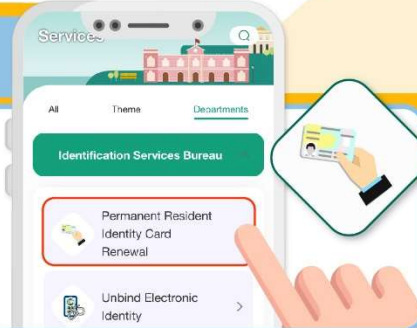 Services
All Theme Departments
Identification Services Bureau
Permanent Resident
Identity Card
Renewal
Unbind Electronic
Identity